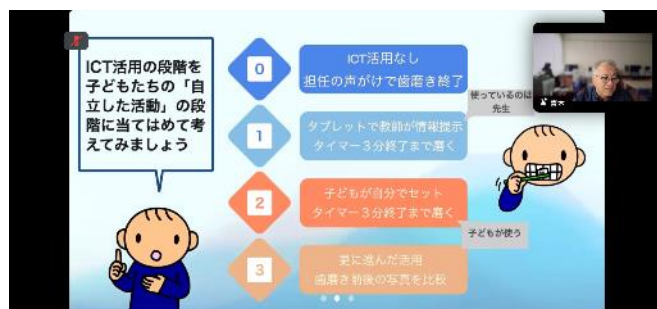 ICT活用の段階を
子どもたちの「自
立した活動」の段
階に当てはめて考
えてみましょう
0
ICT活用なし
担任の声がけで歯磨き終了
1
タブレットで教師が情報提示
タイマー３分終了まで磨く
使っているのは
先生
2
子どもが自分でセット
タイマー３分終了まで磨く
子どもが使う
3
更に進んだ活用
歯磨き前後の写真を比較
青木